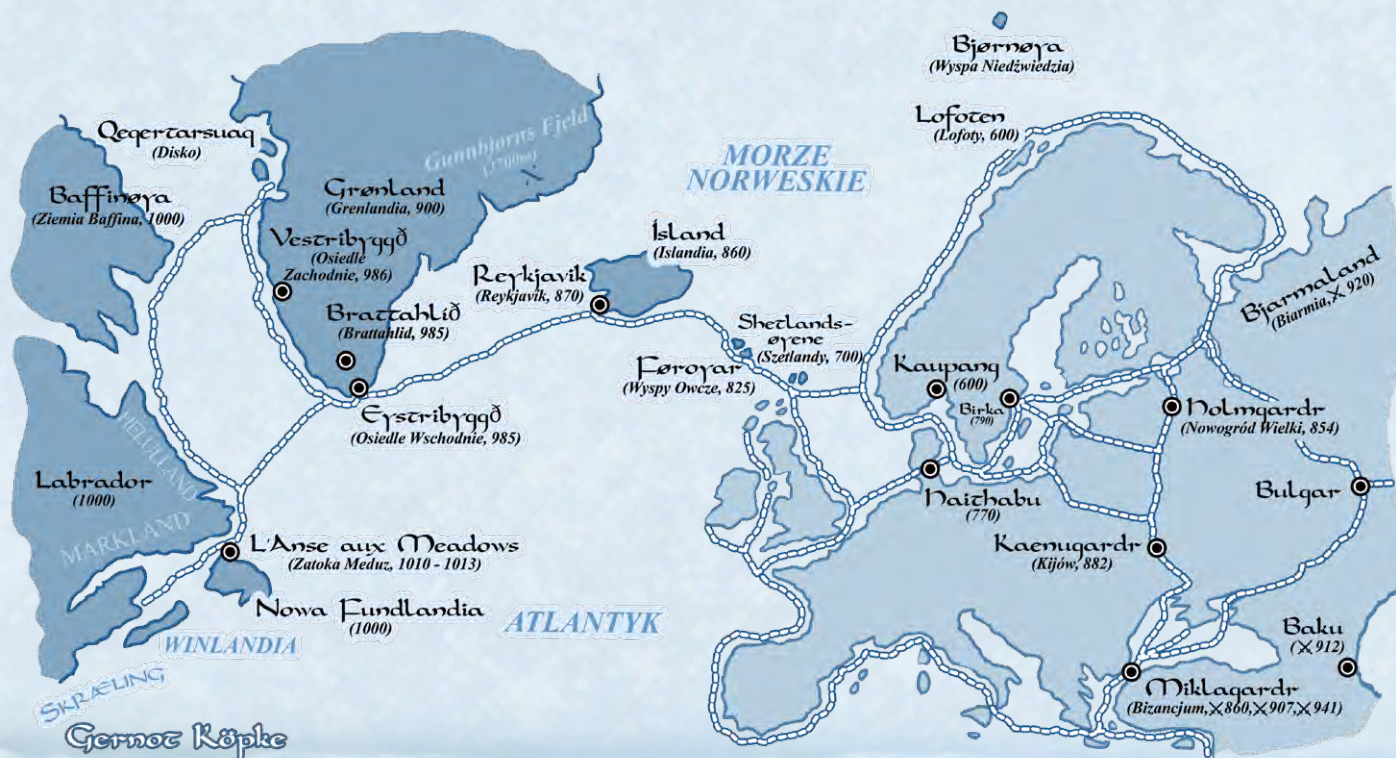 Bjørnøya
(Wyspa Niedźwiedzia)
Lofoten
(Lofoty, 600)
Qeqertarsuaq
(Disko)
Gunnbjørns Fjeld
(3700m)
MORZE
NORWESKIE
Baffinøya
(Ziemia Baffina, 1000)
Grønland
(Grenlandia, 900)
Vestribyggð
(Osiedle
Zachodnie, 986)
Ísland
(Islandia, 860)
Reykjavik
(Reykjavík, 870)
Bjarmaland
(Biarmia, ⚔ 920)
Brattahlið
(Brattahlid, 985)
Shetlands-
øyene
(Szetlandy, 700)
Føroyar
(Wyspy Owcze, 825)
Kaupang
(600)
Birka
(790)
Holmgardr
(Nowogród Wielki, 854)
Eystribyggð
(Osiedle Wschodnie, 985)
HELULLAND
Labrador
(1000)
MARKLAND
Haithabu
(770)
Bulgar
L'Anse aux Meadows
(Zatoka Meduz, 1010 - 1013)
Kaenugardr
(Kijów, 882)
Nowa Fundlandia
(1000)
ATLANTYK
WINLANDIA
Baku
(⚔ 912)
SKRÆLING
Miklagardr
(Bizancjum,⚔860,⚔907,⚔941)
Gernot Köpke